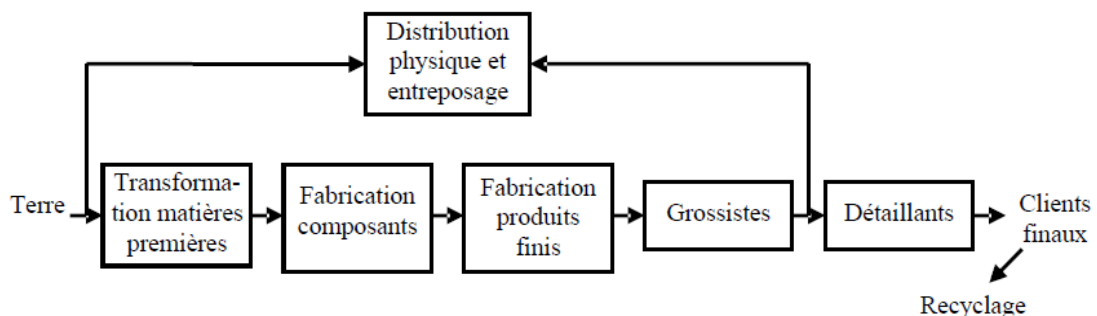 Distribution
physique et
entreposage
Terre
Transforma-
tion matières
premières
Fabrication
composants
Fabrication
produits
finis
Grossistes
Détaillants
Clients
finaux
Recyclage